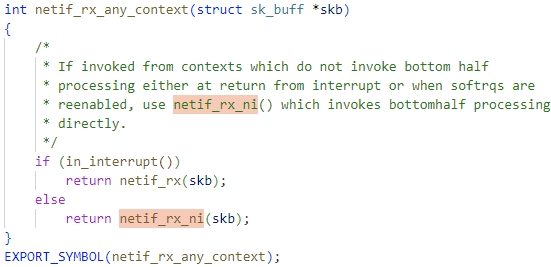 int netif_rx_any_context(struct sk_buff *skb)
{
    /*
     * If invoked from contexts which do not invoke bottom half
     * processing either at return from interrupt or when softrqs are
     * reenabled, use netif_rx_ni() which invokes bottomhalf processing
     * directly.
     */
    if (in_interrupt())
        return netif_rx(skb);
    else
        return netif_rx_ni(skb);
}
EXPORT_SYMBOL(netif_rx_any_context);